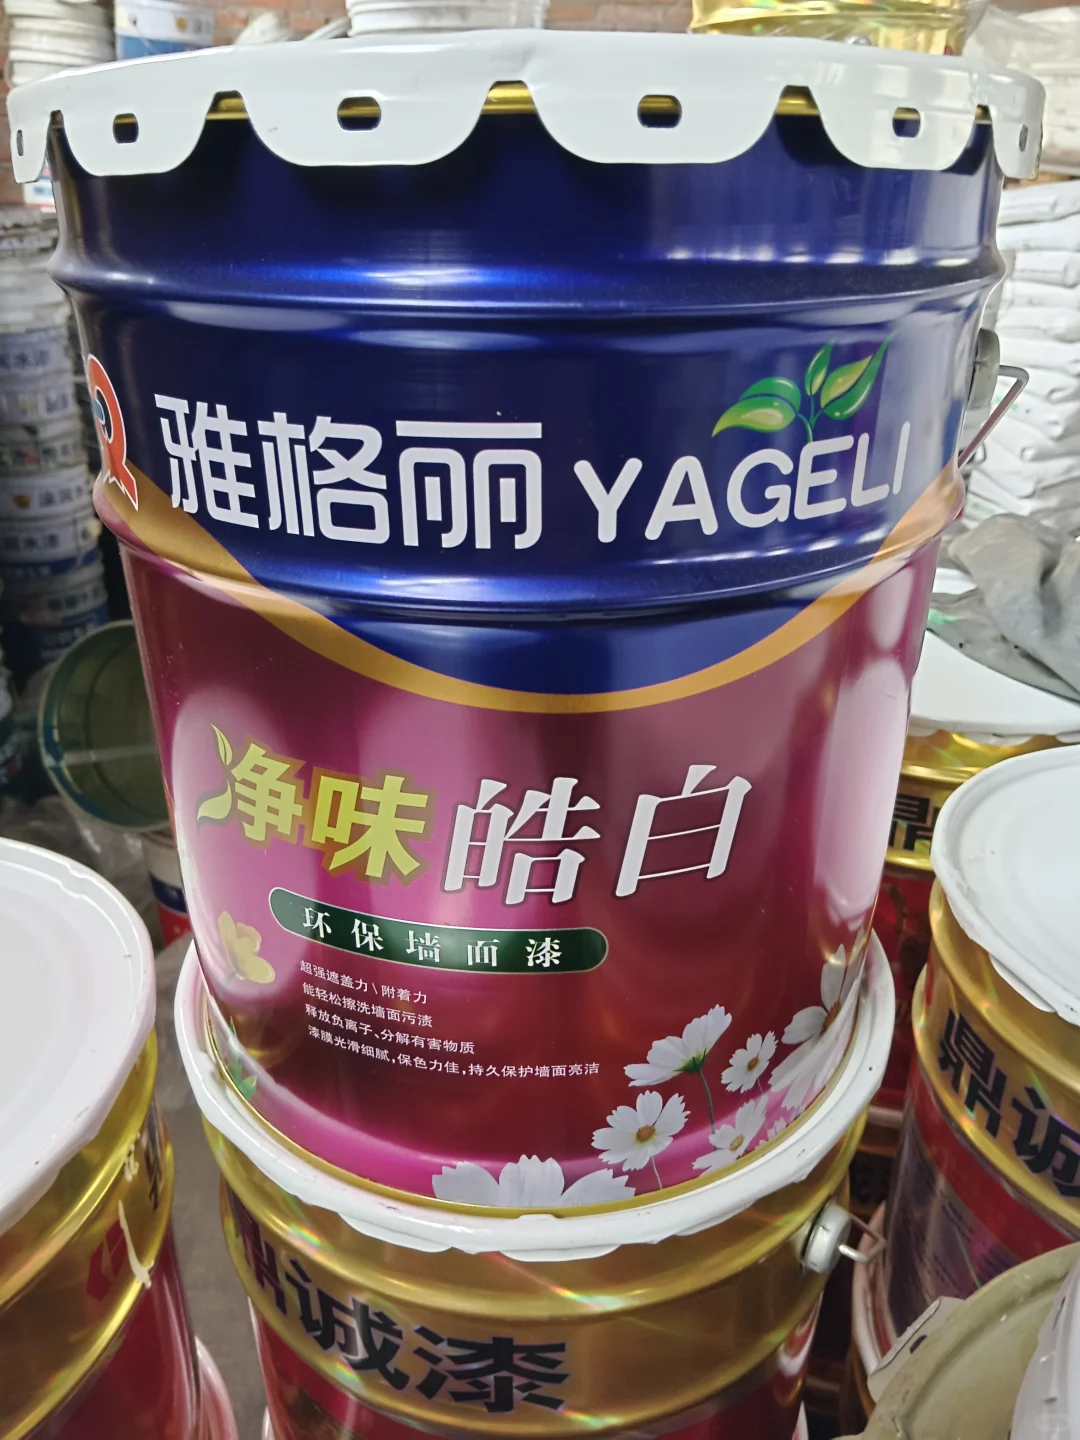 雅格丽 YAGELI
净味皓白
环保墙面漆
超强遮盖力\附着力
能轻松擦洗墙面污渍
释放负离子、分解有害物质
漆膜光滑细腻,保色力佳,持久保护墙面亮洁
鼎诚漆
鼎诚
鼎